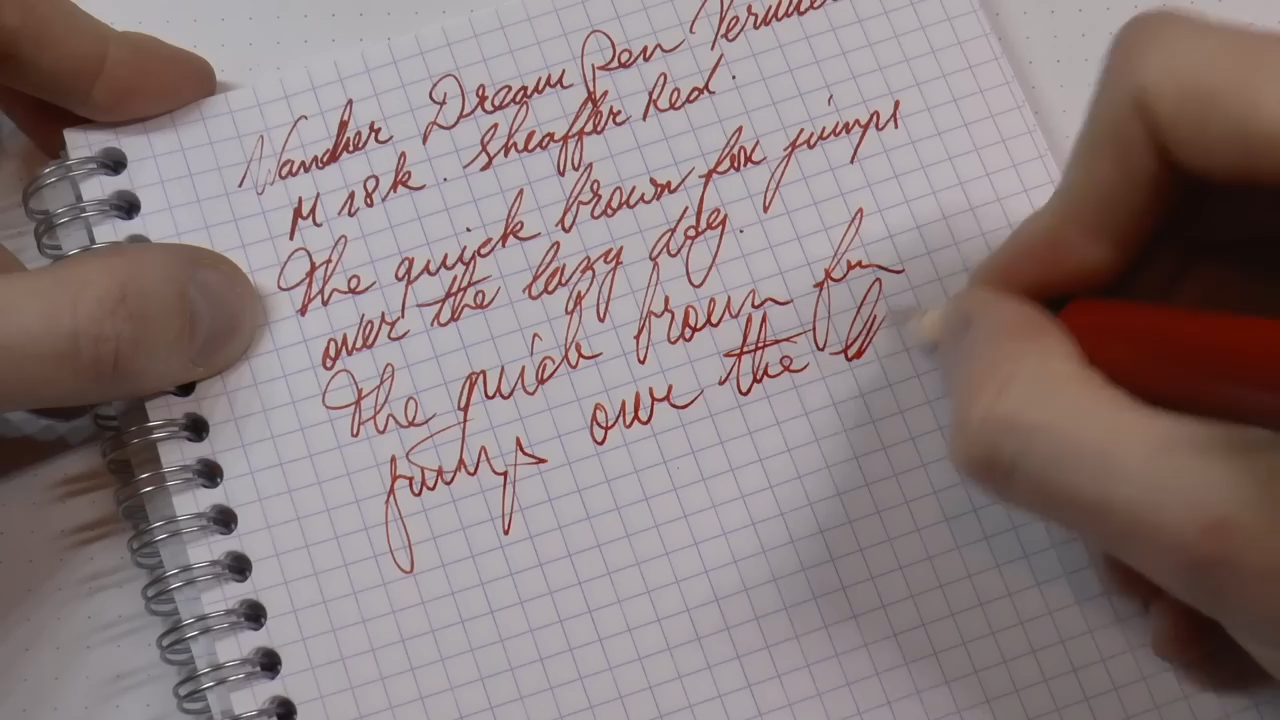 Wancher Dream Pen
M 18k. Sheaffer Red
The quick brown fox jumps
over the lazy dog.
The quick brown fox
jumps over the